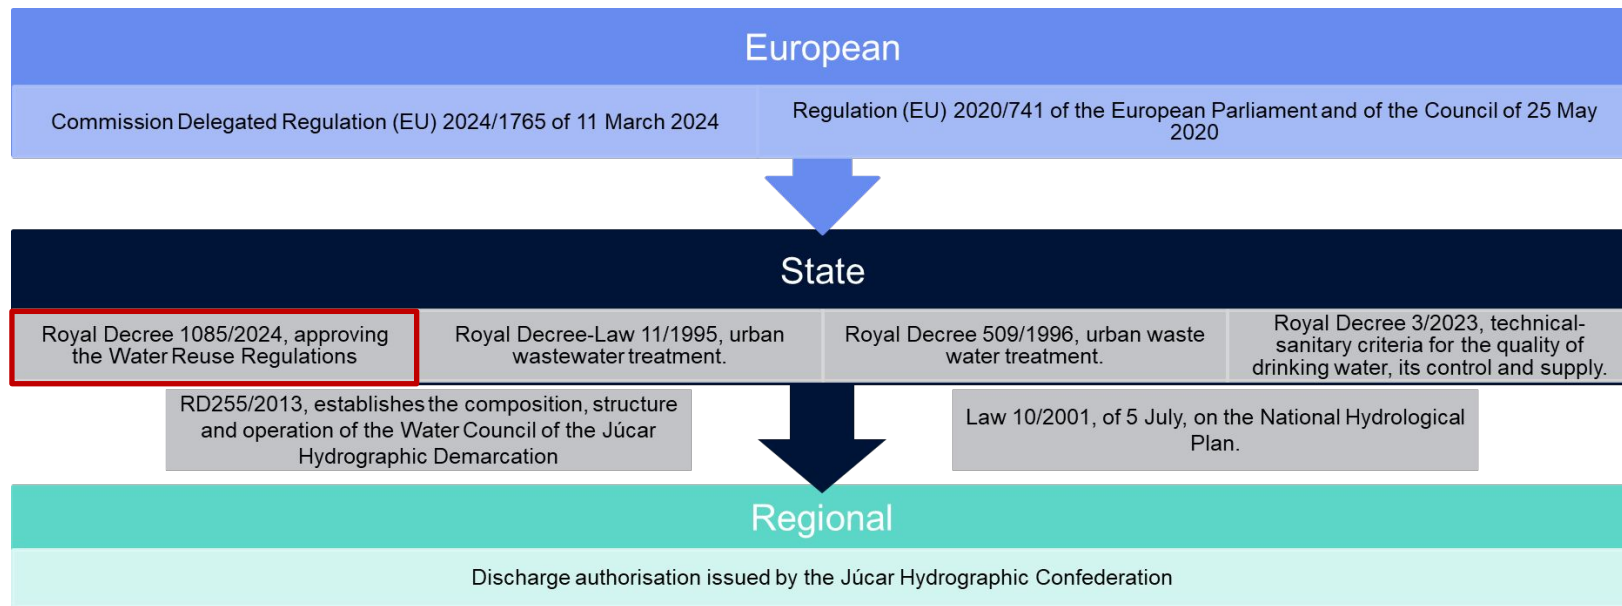 European
Commission Delegated Regulation (EU) 2024/1765 of 11 March 2024
Regulation (EU) 2020/741 of the European Parliament and of the Council of 25 May
2020
State
Royal Decree 1085/2024, approving
the Water Reuse Regulations
Royal Decree-Law 11/1995, urban
wastewater treatment.
Royal Decree 509/1996, urban waste
water treatment.
Royal Decree 3/2023, technical-
sanitary criteria for the quality of
drinking water, its control and supply.
RD255/2013, establishes the composition, structure
and operation of the Water Council of the Júcar
Hydrographic Demarcation
Law 10/2001, of 5 July, on the National Hydrological
Plan.
Regional
Discharge authorisation issued by the Júcar Hydrographic Confederation